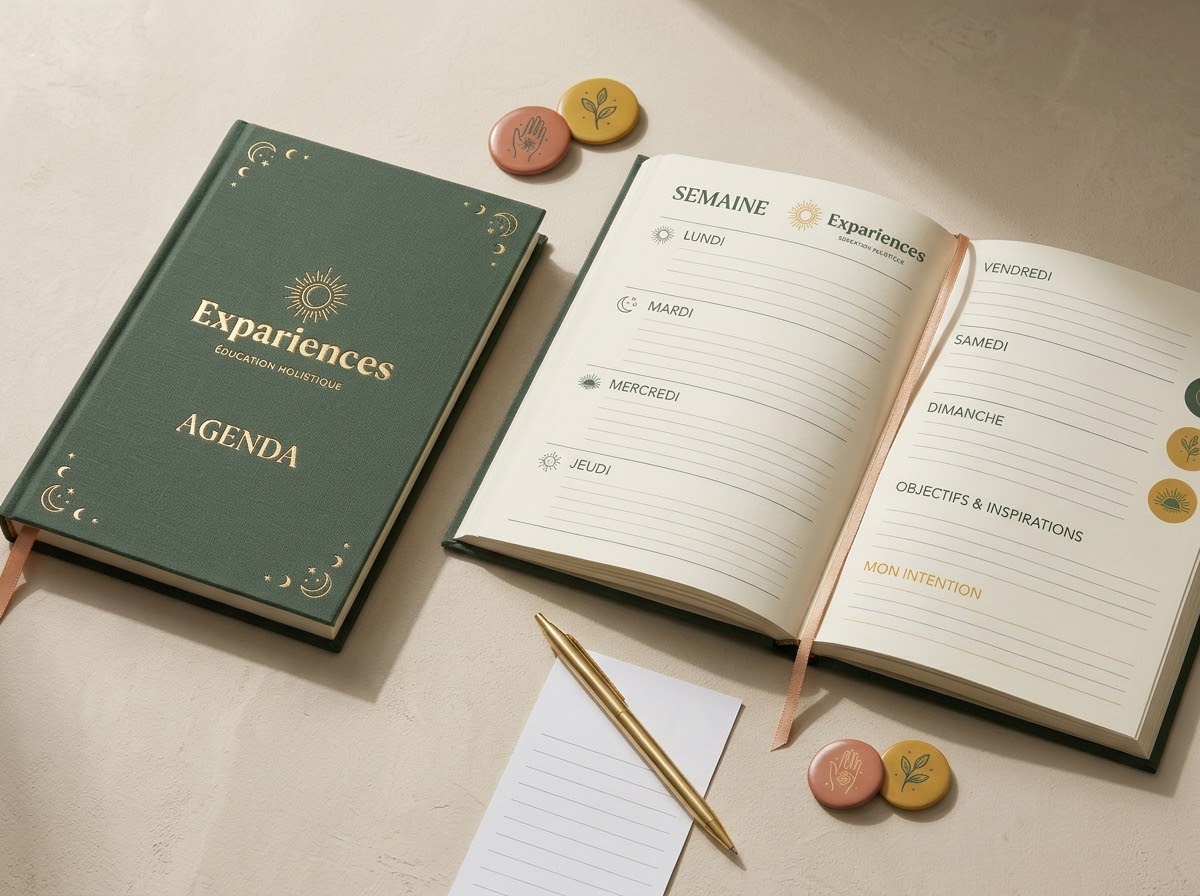 Expariences
ÉDUCATION HOLISTIQUE
AGENDA
SEMAINE
Expariences
LUNDI
MARDI
MERCREDI
JEUDI
VENDREDI
SAMEDI
DIMANCHE
OBJECTIFS & INSPIRATIONS
MON INTENTION